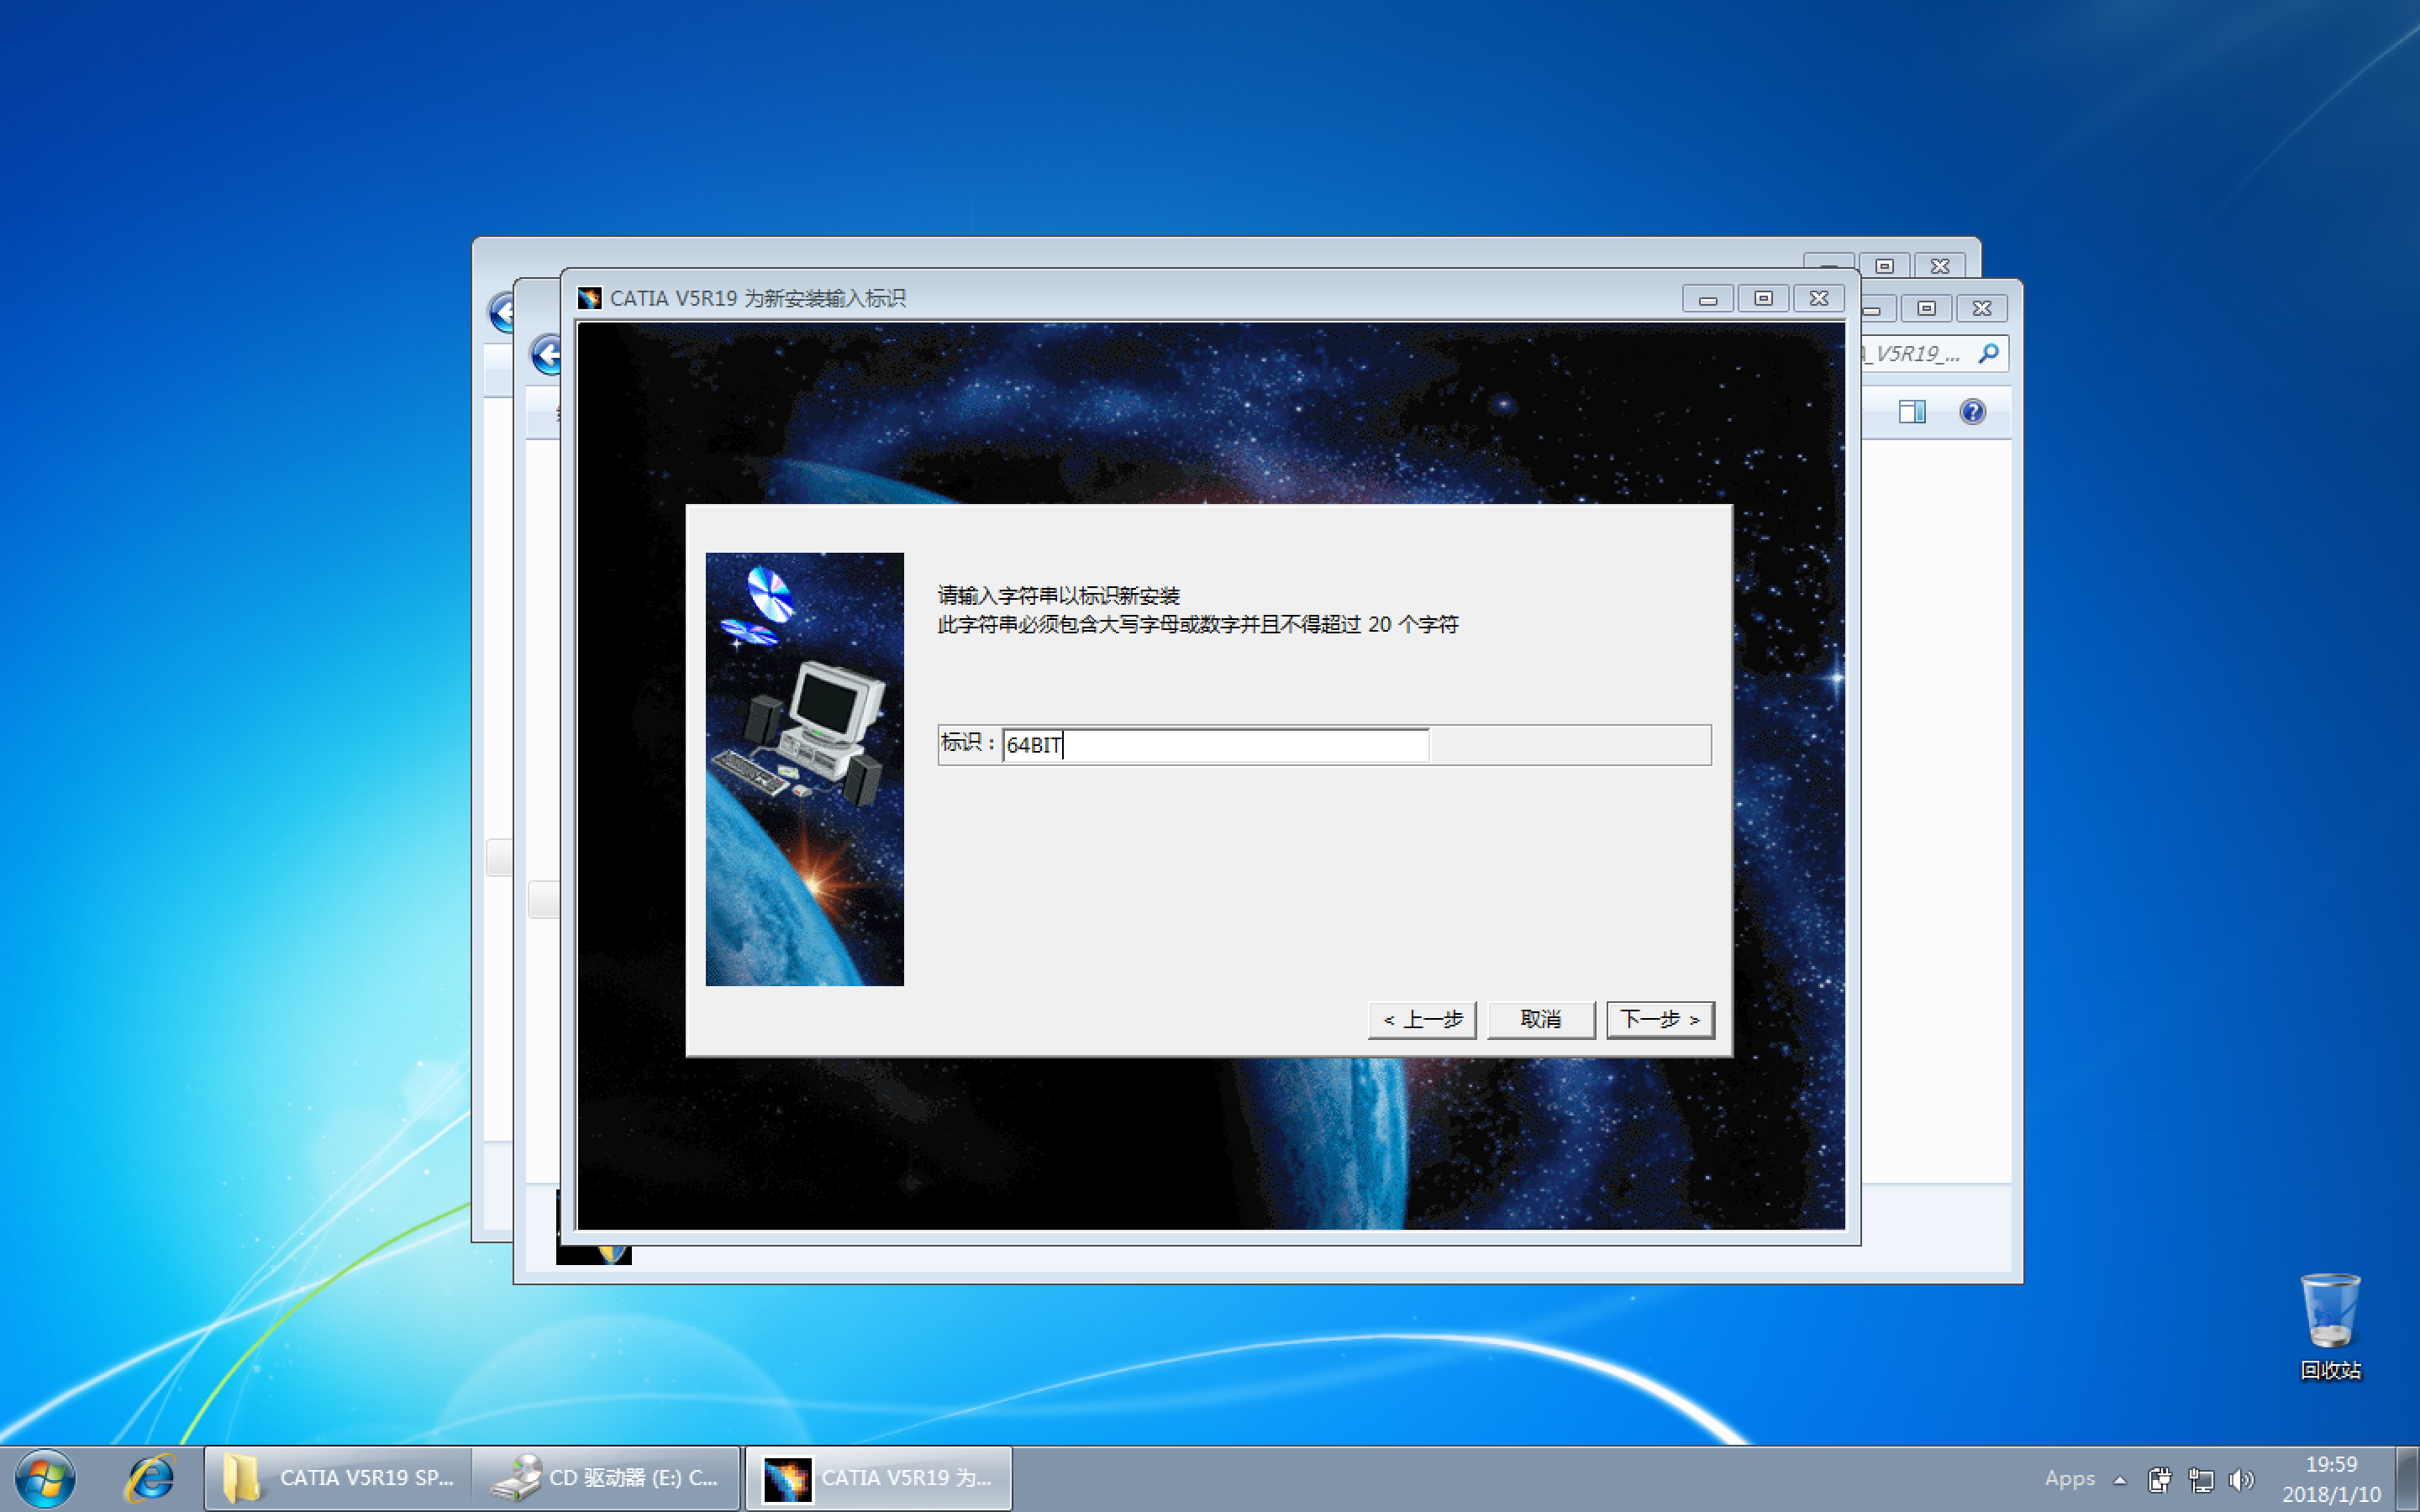 CATIA V5R19 为新安装输入标识
_V5R19_...
请输入字符串以标识新安装
此字符串必须包含大写字母或数字并且不得超过 20 个字符
标识：
64BIT
< 上一步
取消
下一步 >
回收站
CATIA V5R19 SP...
CD 驱动器 (E:) C...
CATIA V5R19 为...
Apps
19:59
2018/1/10